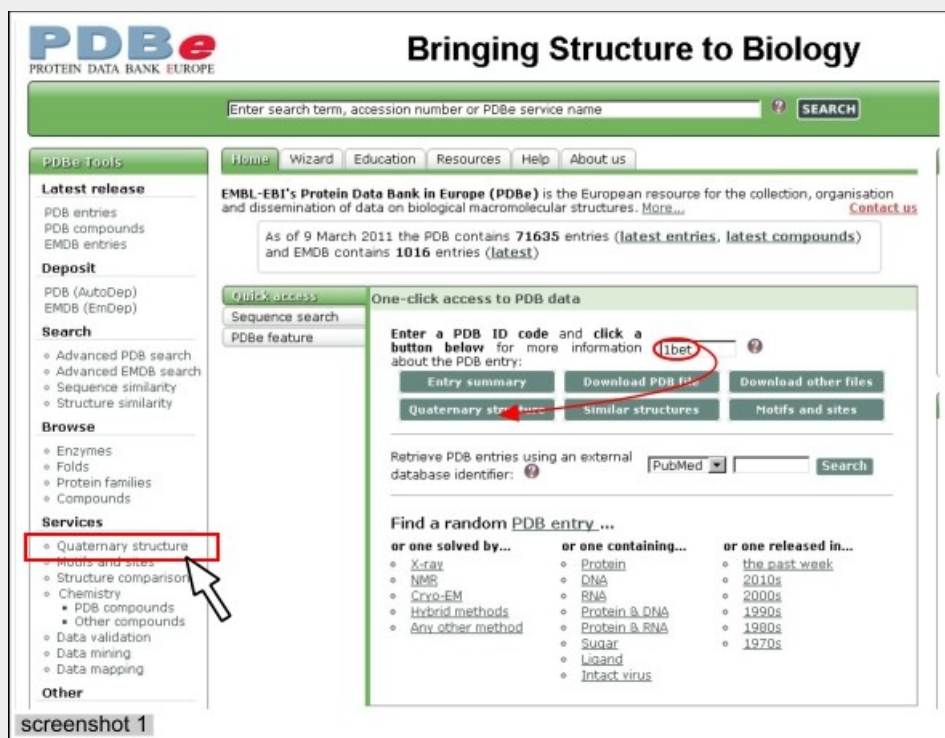 PDBe
PROTEIN DATA BANK EUROPE
Bringing Structure to Biology
Enter search term, accession number or PDBe service name
SEARCH
PDBe Tools
Latest release
PDB entries
PDB compounds
EMDB entries
Deposit
PDB (AutoDep)
EMDB (EmDep)
Search
Advanced PDB search
Advanced EMDB search
Sequence similarity
Structure similarity
Browse
Enzymes
Folds
Protein families
Compounds
Services
Quaternary structure
Motifs and sites
Structure comparison
Chemistry
PDB compounds
Other compounds
Data validation
Data mining
Data mapping
Other
Home Wizard Education Resources Help About us
EMBL-EBI's Protein Data Bank in Europe (PDBe) is the European resource for the collection, organisation
and dissemination of data on biological macromolecular structures. More... Contact us
As of 9 March 2011 the PDB contains 71635 entries (latest entries, latest compounds)
and EMDB contains 1016 entries (latest)
Quick access
Sequence search
PDBe feature
One-click access to PDB data
Enter a PDB ID code and click a
button below for more information
about the PDB entry:
1bet
?
Entry summary Download PDB file Download other files
Quaternary structure Similar structures Motifs and sites
Retrieve PDB entries using an external
database identifier: ?
PubMed Search
Find a random PDB entry ...
or one solved by...
X-ray
NMR
Cryo-EM
Hybrid methods
Any other method
or one containing...
Protein
DNA
RNA
Protein & DNA
Protein & RNA
Sugar
Ligand
Intact virus
or one released in...
the past week
2010s
2000s
1990s
1980s
1970s
screenshot 1